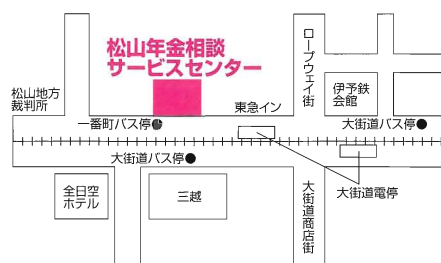 松山年金相談
サービスセンター
ロープウェイ街
松山地方
裁判所
伊予鉄
会館
東急イン
一番町バス停
大街道バス停
大街道バス停
大街道電停
全日空
ホテル
三越
大街道商店街